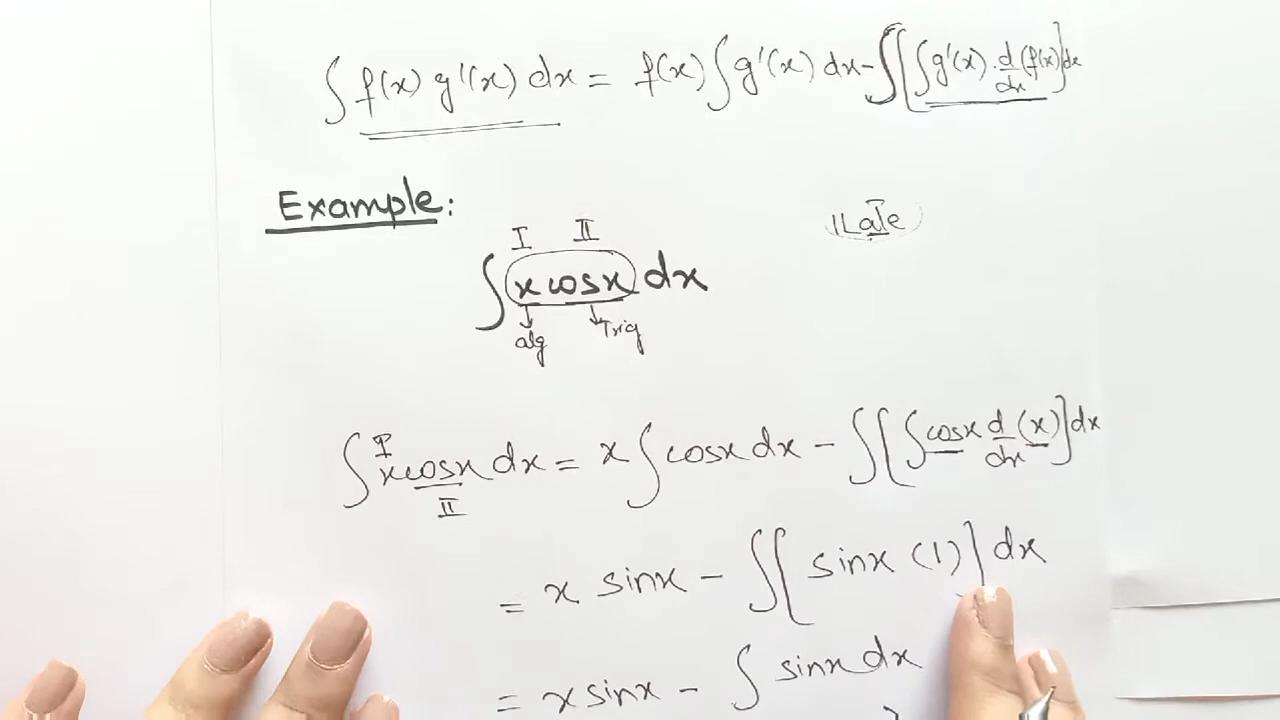 ∫ f(x) g'(x) dx = f(x) ∫ g'(x) dx - ∫[∫ g'(x) · d/dx (f(x)] dx
Example:
ILaTe
I II
∫ x cosx dx
alg Trig
∫ x cosx dx = x ∫ cosx dx - ∫[∫ cosx d/dx (x)] dx
I II
= x sinx - ∫[ sinx (1)] dx
= x sinx - ∫ sinx dx